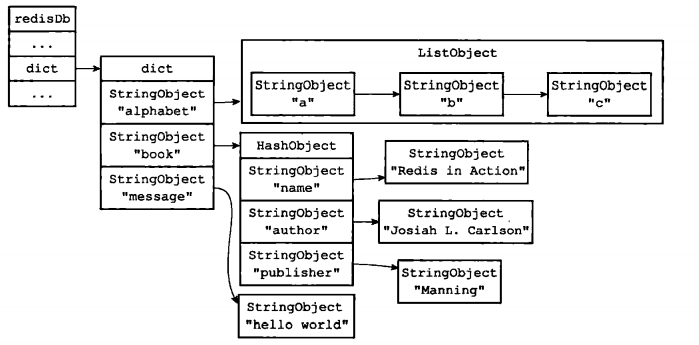 redisDb
...
dict
...
dict
StringObject
"alphabet"
StringObject
"book"
StringObject
"message"
ListObject
StringObject
"a"
StringObject
"b"
StringObject
"c"
HashObject
StringObject
"name"
StringObject
"author"
StringObject
"publisher"
StringObject
"Redis in Action"
StringObject
"Josiah L. Carlson"
StringObject
"Manning"
StringObject
"hello world"